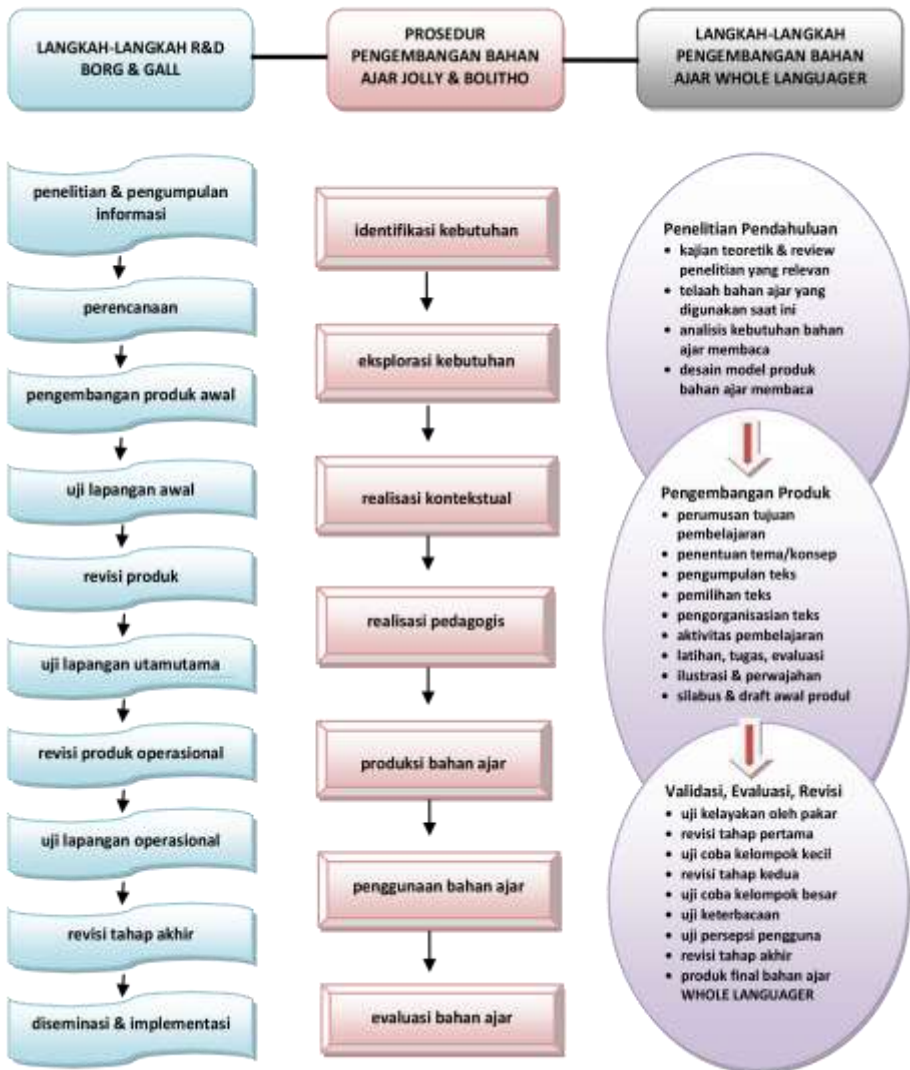 LANGKAH-LANGKAH R&D
BORG & GALL
PROSEDUR
PENGEMBANGAN BAHAN
AJAR JOLLY & BOLITHO
LANGKAH-LANGKAH
PENGEMBANGAN BAHAN
AJAR WHOLE LANGUAGER
penelitian & pengumpulan
informasi
perencanaan
pengembangan produk awal
uji lapangan awal
revisi produk
uji lapangan utamutama
revisi produk operasional
uji lapangan operasional
revisi tahap akhir
diseminasi & implementasi
identifikasi kebutuhan
eksplorasi kebutuhan
realisasi kontekstual
realisasi pedagogis
produksi bahan ajar
penggunaan bahan ajar
evaluasi bahan ajar
Penelitian Pendahuluan
• kajian teoretik & review
penelitian yang relevan
• telaah bahan ajar yang
digunakan saat ini
• analisis kebutuhan bahan
ajar membaca
• desain model produk
bahan ajar membaca
Pengembangan Produk
• perumusan tujuan
pembelajaran
• penentuan tema/konsep
• pengumpulan teks
• pemilihan teks
• pengorganisasian teks
• aktivitas pembelajaran
• latihan, tugas, evaluasi
• ilustrasi & perwajahan
• silabus & draft awal produl
Validasi, Evaluasi, Revisi
• uji kelayakan oleh pakar
• revisi tahap pertama
• uji coba kelompok kecil
• revisi tahap kedua
• uji coba kelompok besar
• uji keterbacaan
• uji persepsi pengguna
• revisi tahap akhir
• produk final bahan ajar
WHOLE LANGUAGER